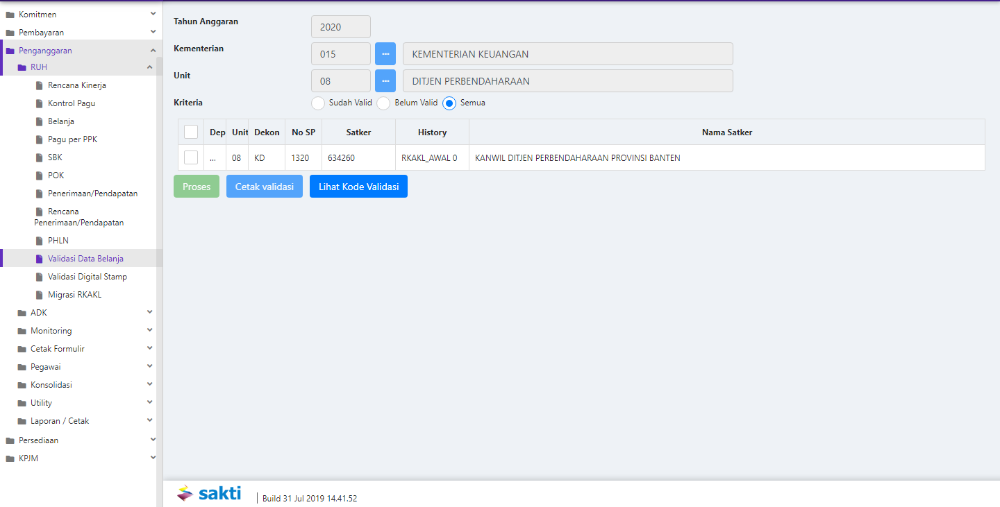 Komitmen
Pembayaran
Penganggaran
RUH
Rencana Kinerja
Kontrol Pagu
Belanja
Pagu per PPK
SBK
POK
Penerimaan/Pendapatan
Rencana
Penerimaan/Pendapatan
PHLN
Validasi Data Belanja
Validasi Digital Stamp
Migrasi RKAKL
ADK
Monitoring
Cetak Formulir
Pegawai
Konsolidasi
Utility
Laporan / Cetak
Persediaan
KPJM
Tahun Anggaran 2020
Kementerian 015 ... KEMENTERIAN KEUANGAN
Unit 08 ... DITJEN PERBENDAHARAAN
Kriteria Sudah Valid Belum Valid Semua
Dep Unit Dekon No SP Satker History Nama Satker
... 08 KD 1320 634260 RKAKL_AWAL 0 KANWIL DITJEN PERBENDAHARAAN PROVINSI BANTEN
Proses Cetak validasi Lihat Kode Validasi
sakti | Build 31 Jul 2019 14.41.52